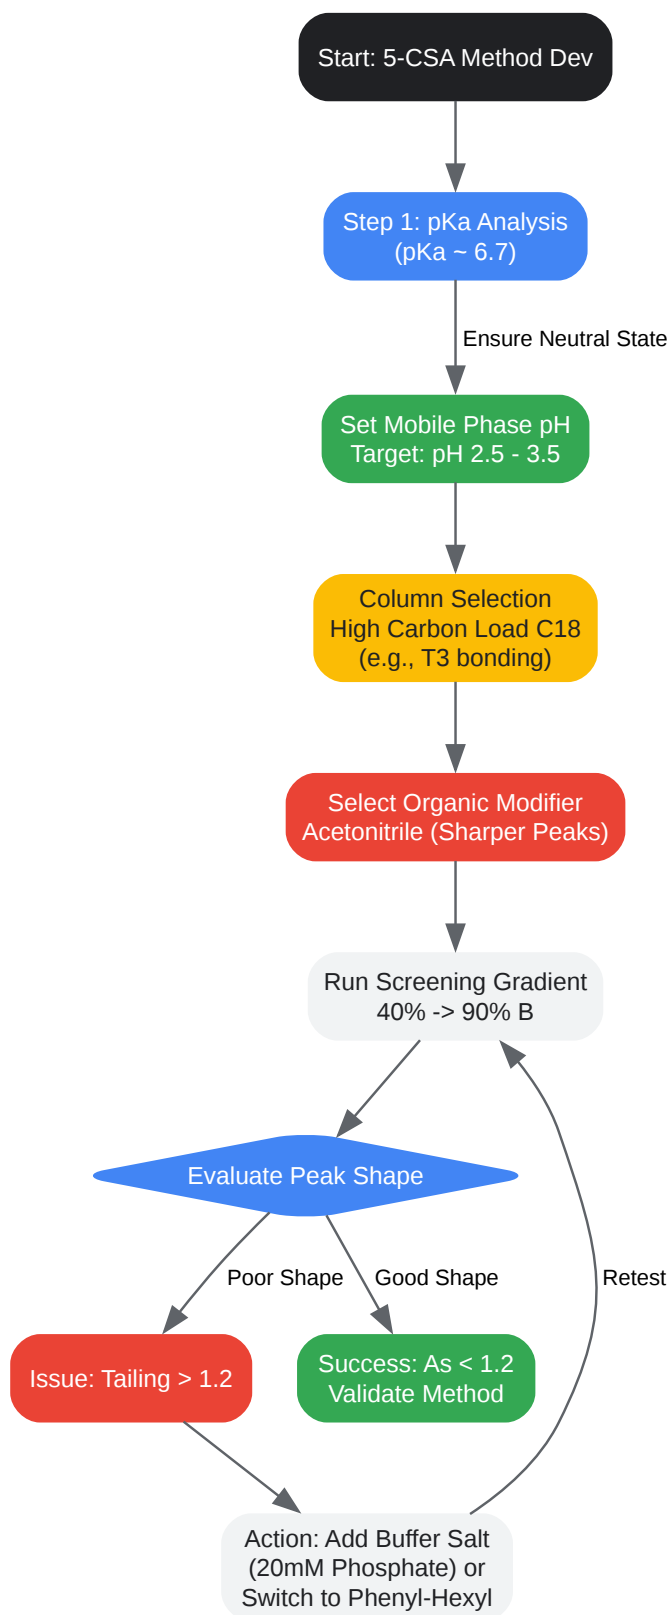 Start: 5-CSA Method Dev
Step 1: pKa Analysis
(pKa ~ 6.7)
Ensure Neutral State
Set Mobile Phase pH
Target: pH 2.5 - 3.5
Column Selection
High Carbon Load C18
(e.g., T3 bonding)
Select Organic Modifier
Acetonitrile (Sharper Peaks)
Run Screening Gradient
40% -> 90% B
Evaluate Peak Shape
Poor Shape
Good Shape
Retest
Issue: Tailing > 1.2
Success: As < 1.2
Validate Method
Action: Add Buffer Salt
(20mM Phosphate) or
Switch to Phenyl-Hexyl